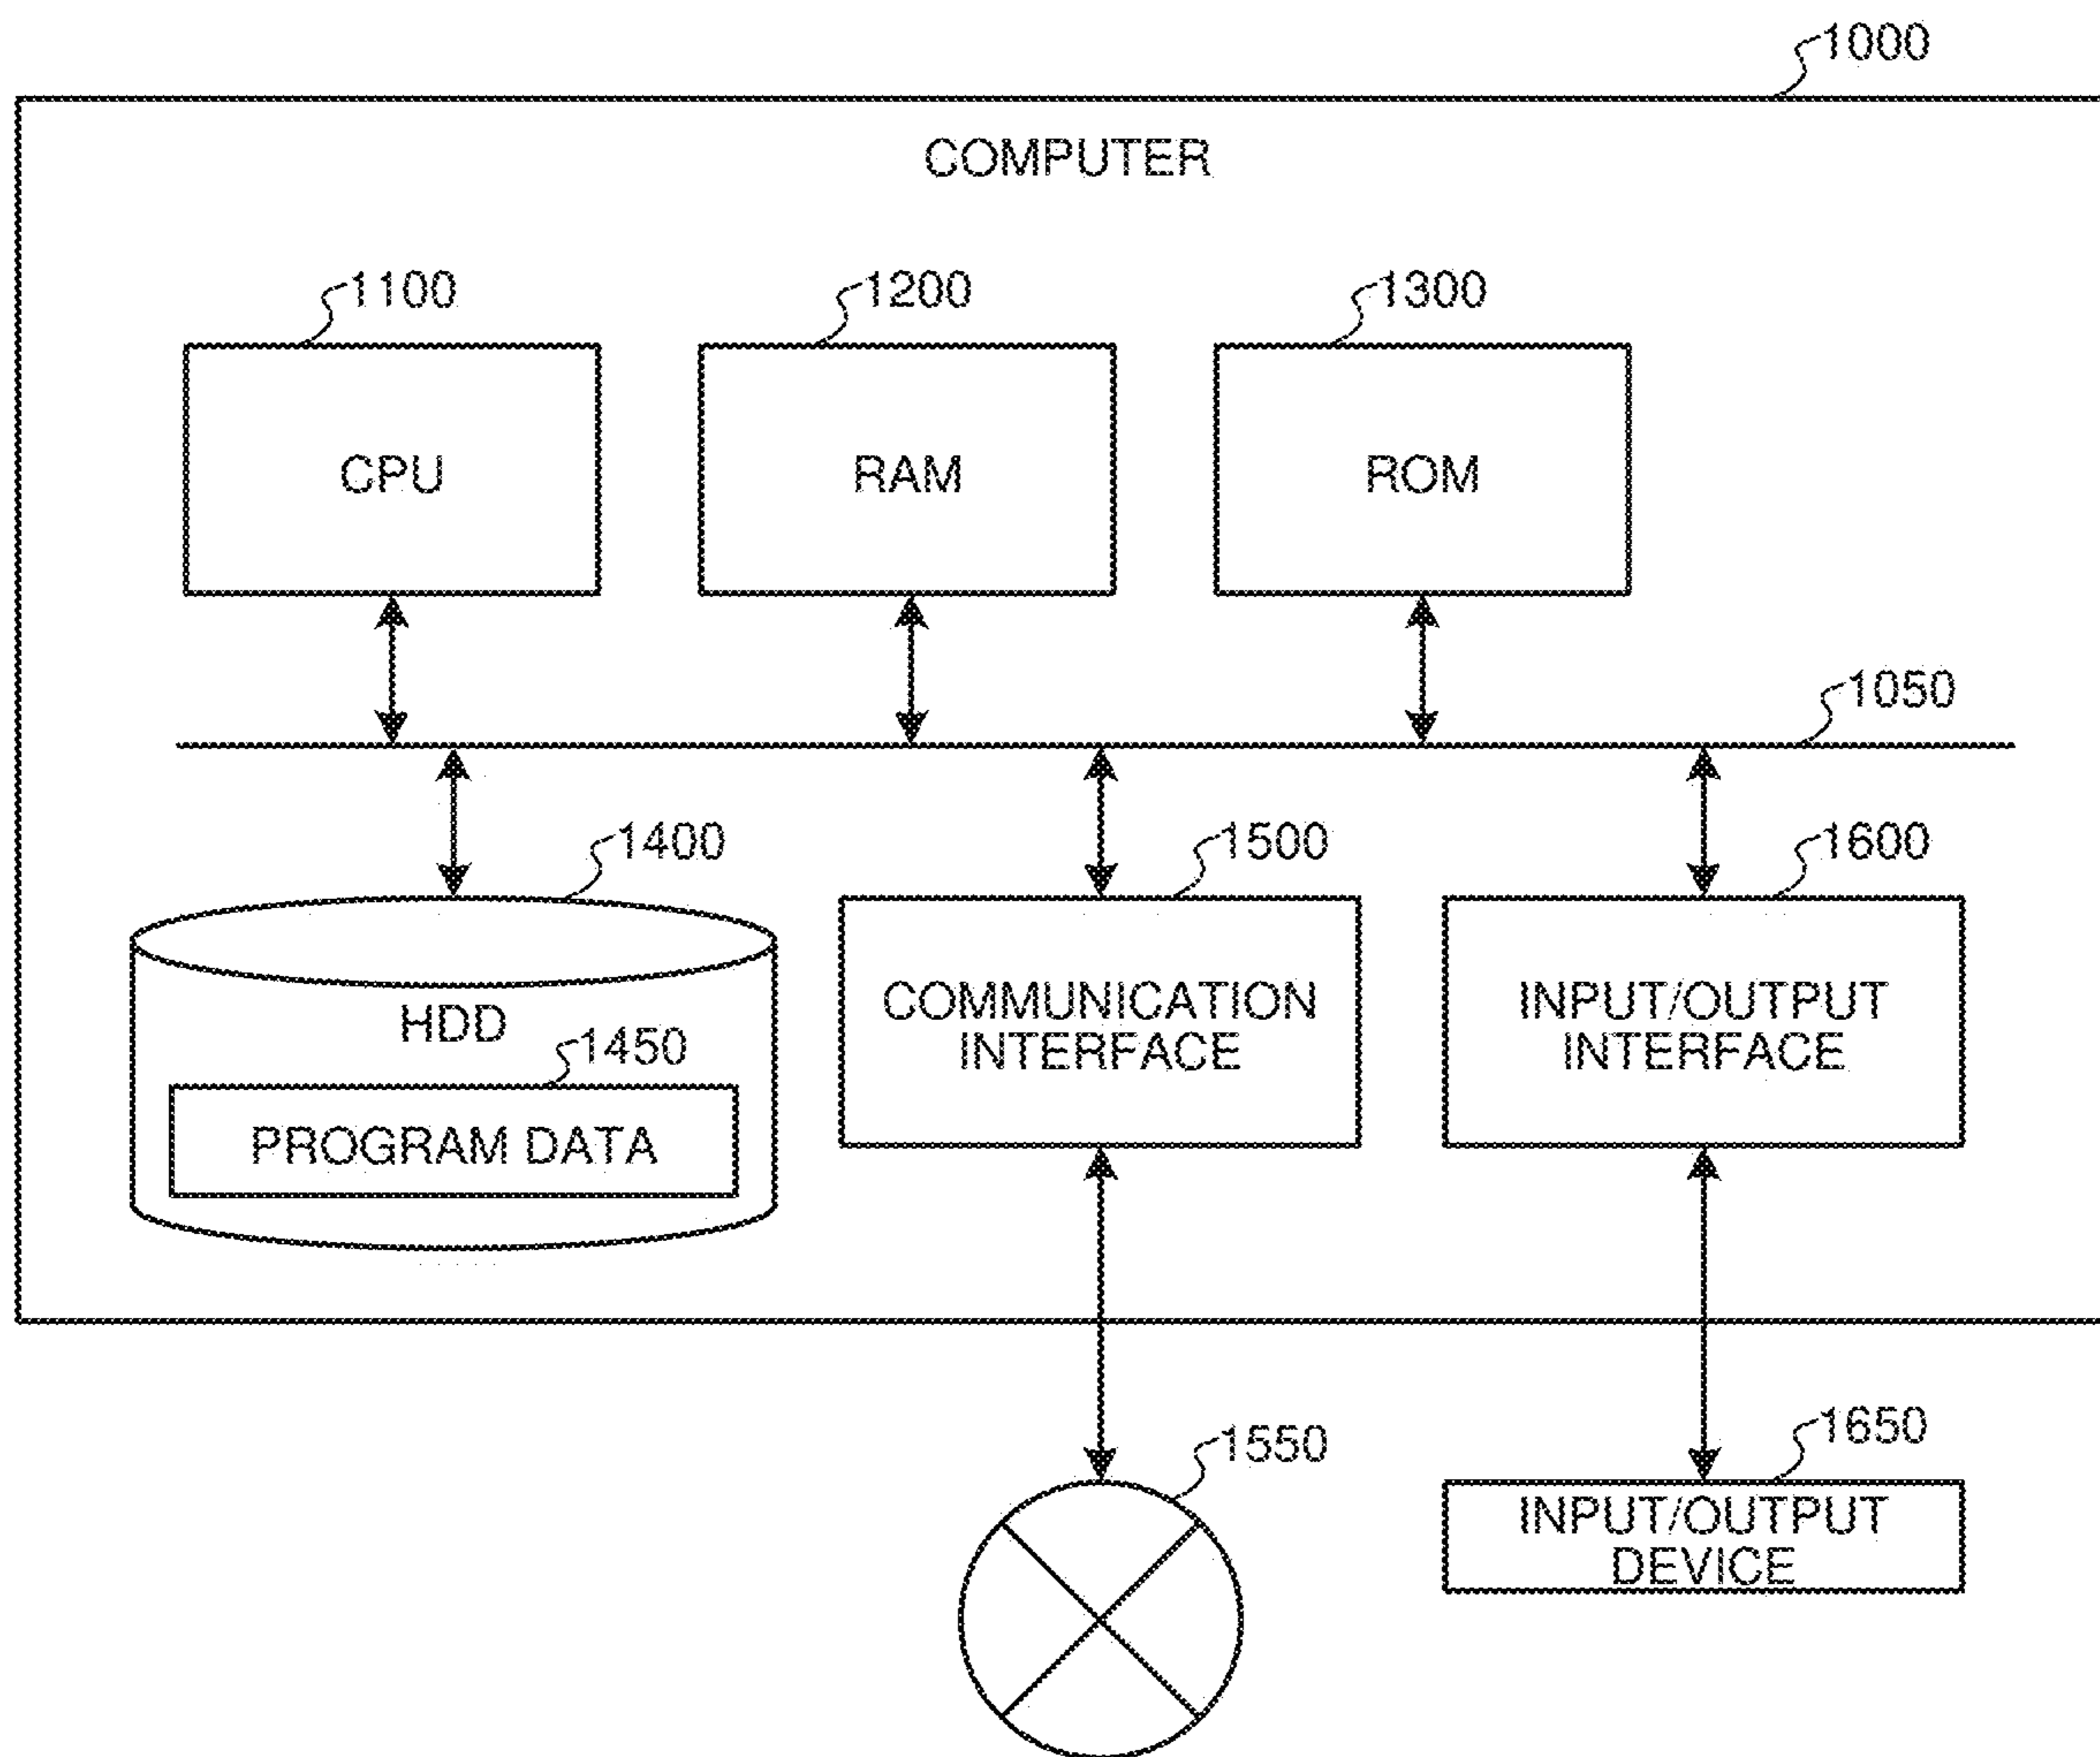 1000
COMPUTER
1100
1200
1300
CPU
RAM
ROM
1050
1400
1500
1600
HDD
1450
PROGRAM DATA
COMMUNICATION
INTERFACE
INPUT/OUTPUT
INTERFACE
1550
1650
INPUT/OUTPUT
DEVICE